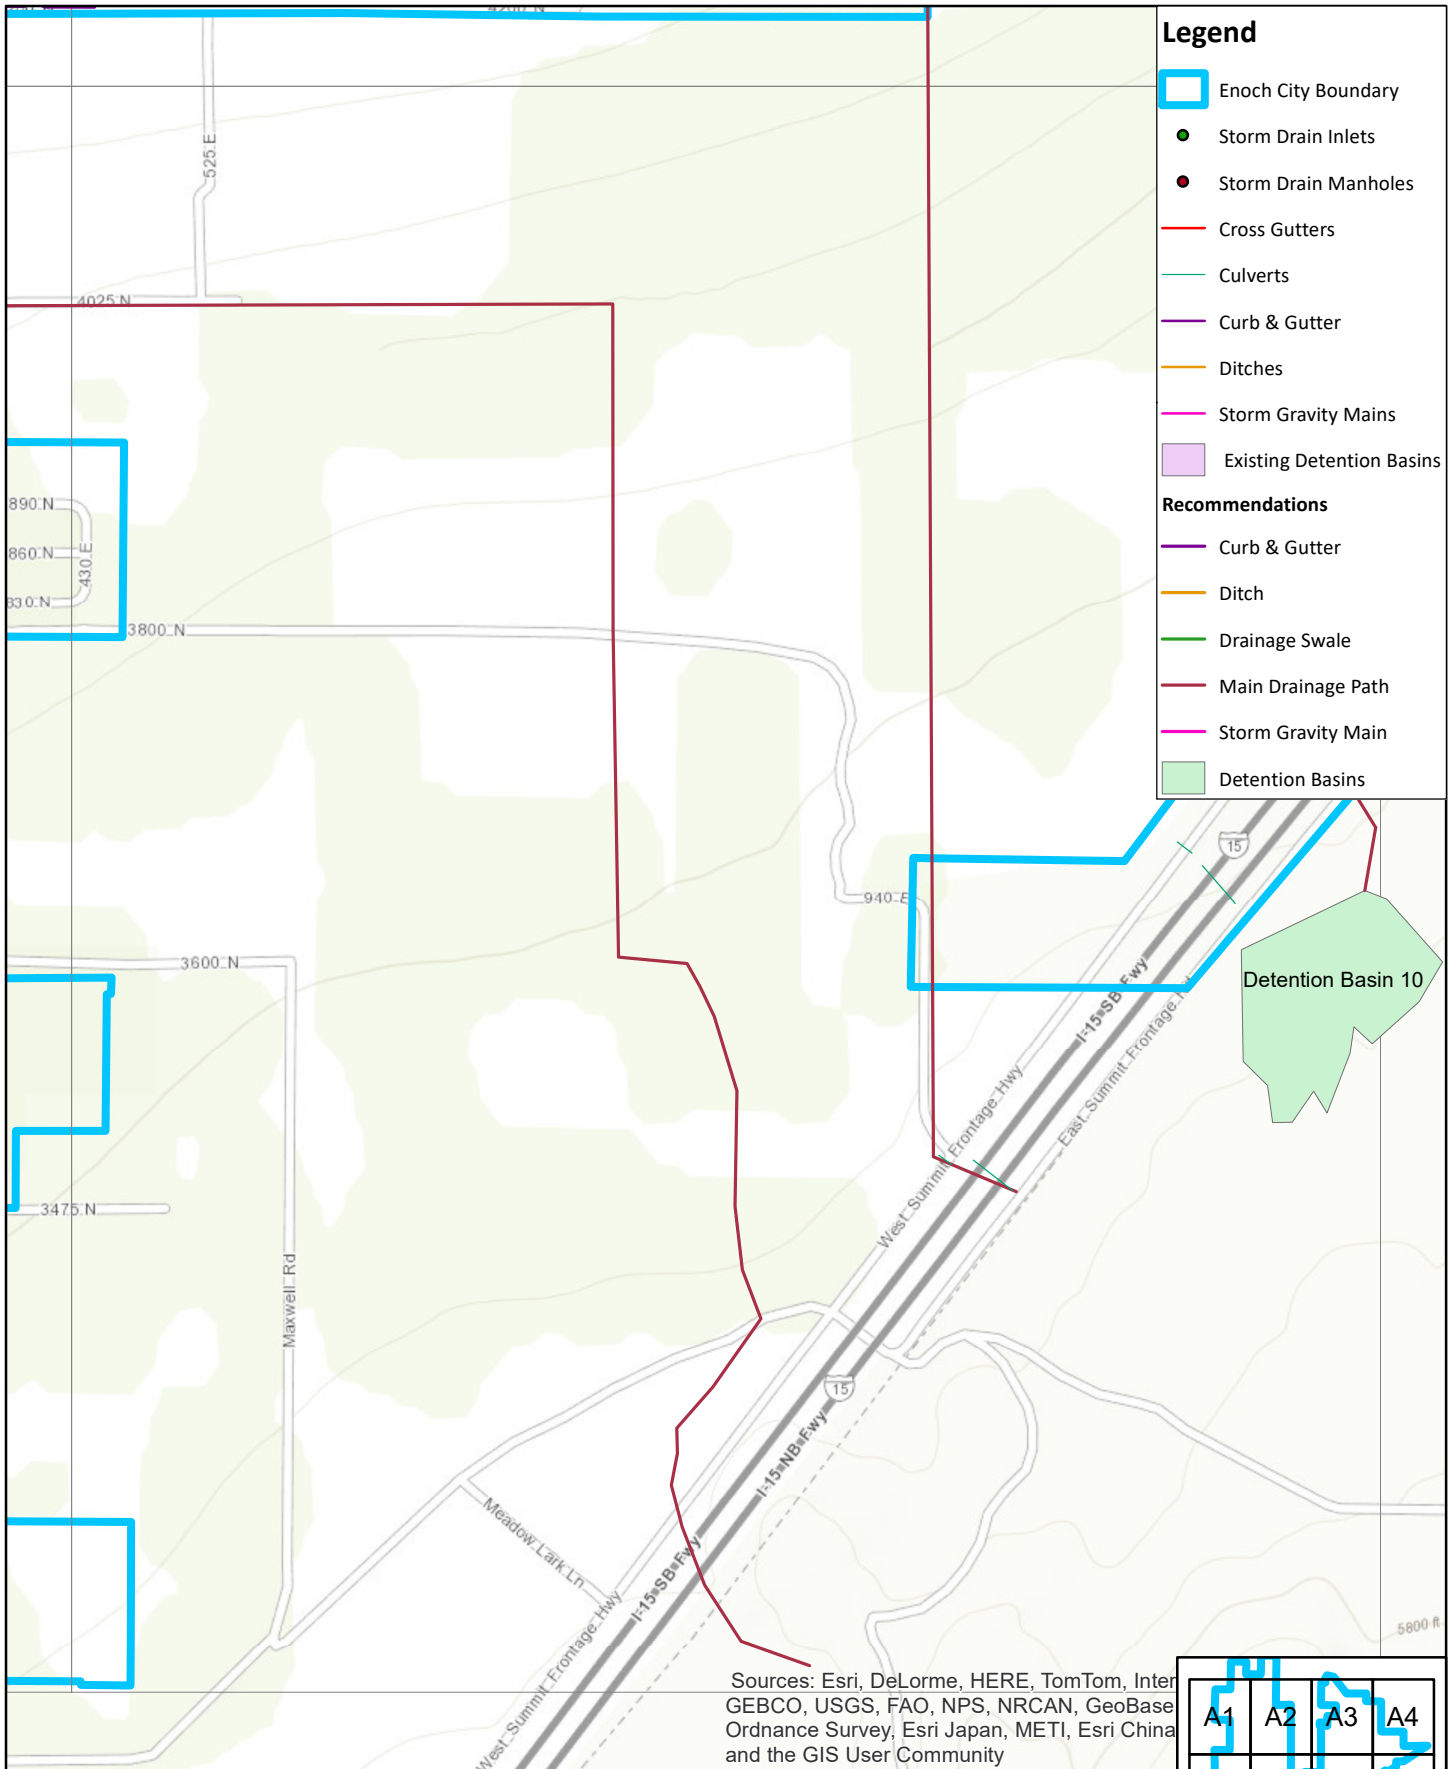 4200 N
Legend
Enoch City Boundary
Storm Drain Inlets
Storm Drain Manholes
Cross Gutters
Culverts
Curb & Gutter
Ditches
Storm Gravity Mains
Existing Detention Basins
Recommendations
Curb & Gutter
Ditch
Drainage Swale
Main Drainage Path
Storm Gravity Main
Detention Basins
525 E
4025 N
890 N
860 N
430 E
830 N
3800 N
15
940 E
3600 N
Detention Basin 10
I-15 SB Fwy
East Summit Frontage Rd
West Summit Frontage Hwy
3475 N
Maxwell Rd
15
I-15 NB Fwy
Meadow Lark Ln
I-15 SB Fwy
West Summit Frontage Hwy
5800 ft
Sources: Esri, DeLorme, HERE, TomTom, Inter
GEBCO, USGS, FAO, NPS, NRCAN, GeoBase
Ordnance Survey, Esri Japan, METI, Esri China
and the GIS User Community
A1 A2 A3 A4